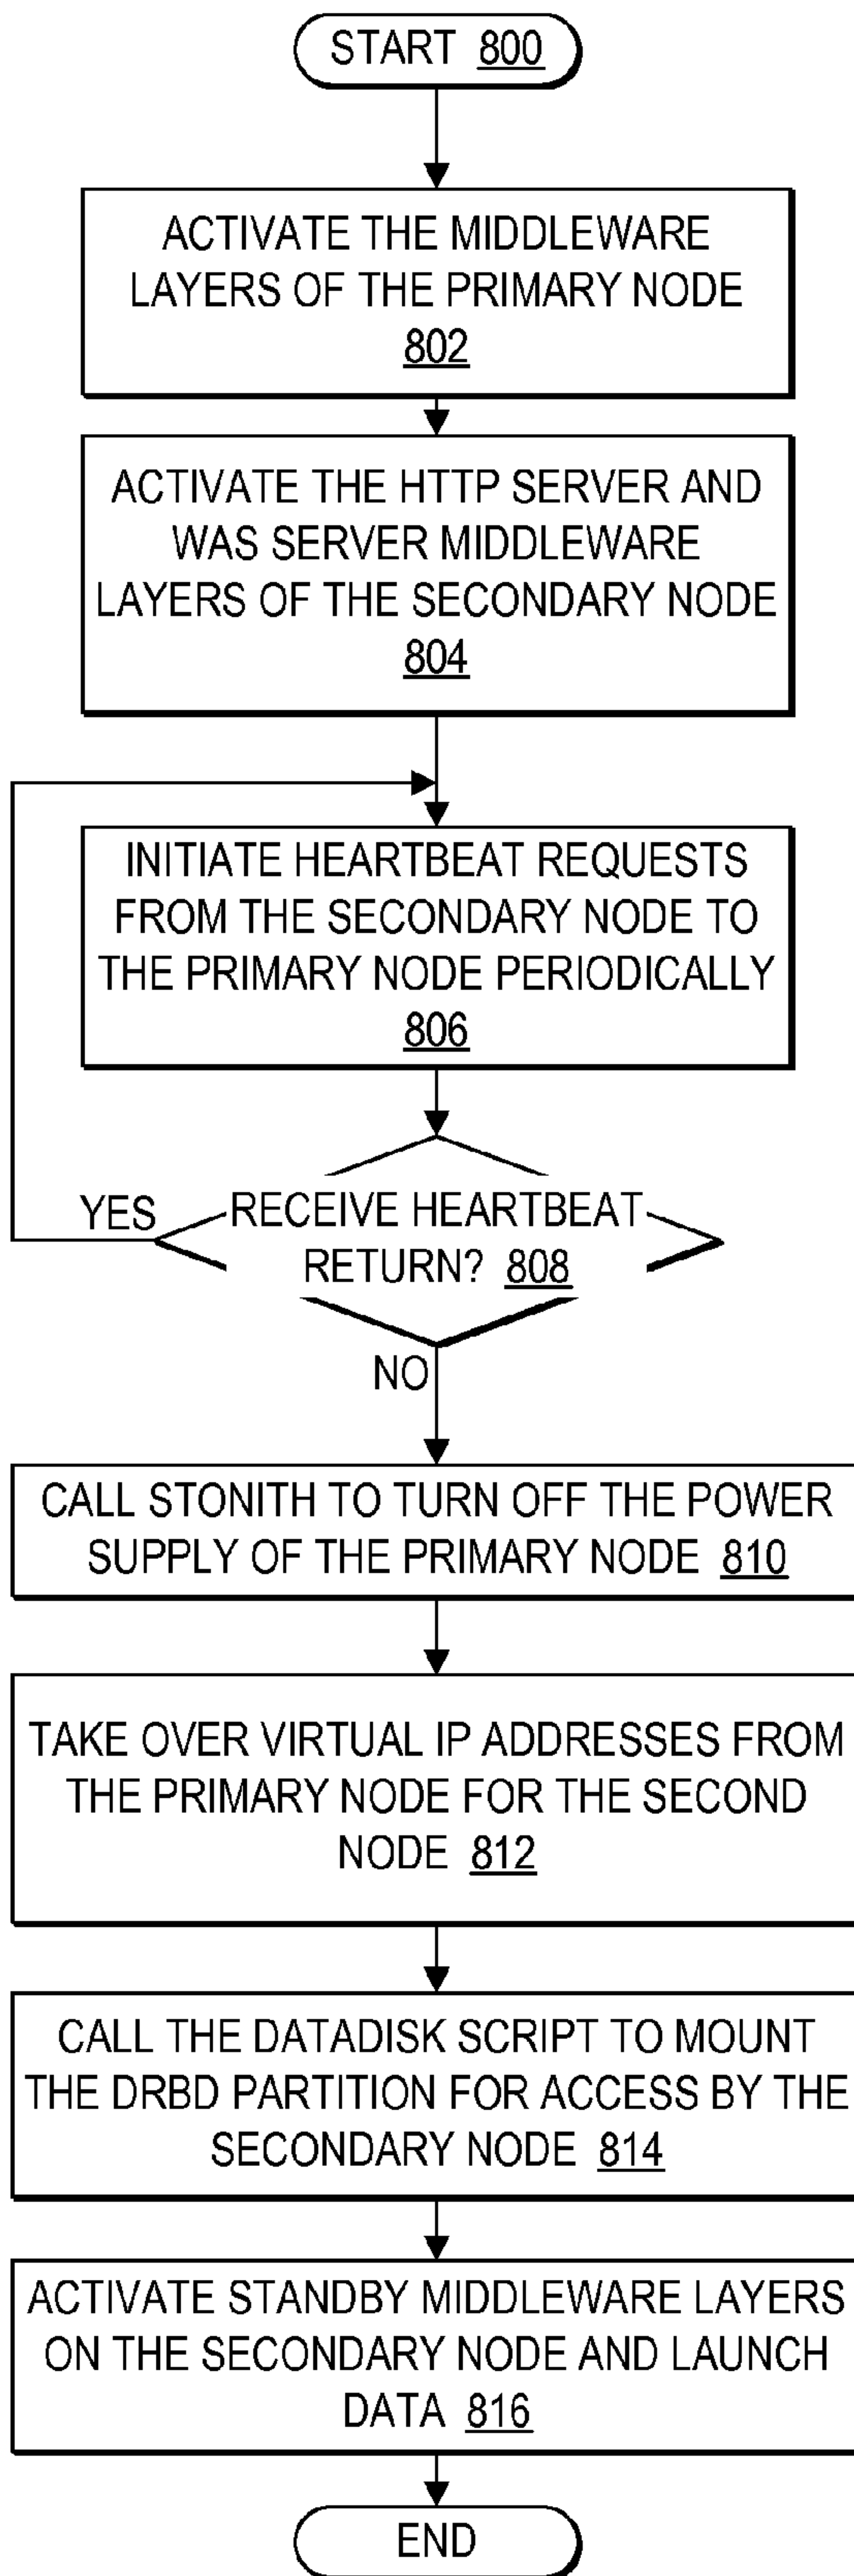 START 800
ACTIVATE THE MIDDLEWARE
LAYERS OF THE PRIMARY NODE
802
ACTIVATE THE HTTP SERVER AND
WAS SERVER MIDDLEWARE
LAYERS OF THE SECONDARY NODE
804
INITIATE HEARTBEAT REQUESTS
FROM THE SECONDARY NODE TO
THE PRIMARY NODE PERIODICALLY
806
YES
RECEIVE HEARTBEAT
RETURN? 808
NO
CALL STONITH TO TURN OFF THE POWER
SUPPLY OF THE PRIMARY NODE 810
TAKE OVER VIRTUAL IP ADDRESSES FROM
THE PRIMARY NODE FOR THE SECOND
NODE 812
CALL THE DATADISK SCRIPT TO MOUNT
THE DRBD PARTITION FOR ACCESS BY THE
SECONDARY NODE 814
ACTIVATE STANDBY MIDDLEWARE LAYERS
ON THE SECONDARY NODE AND LAUNCH
DATA 816
END